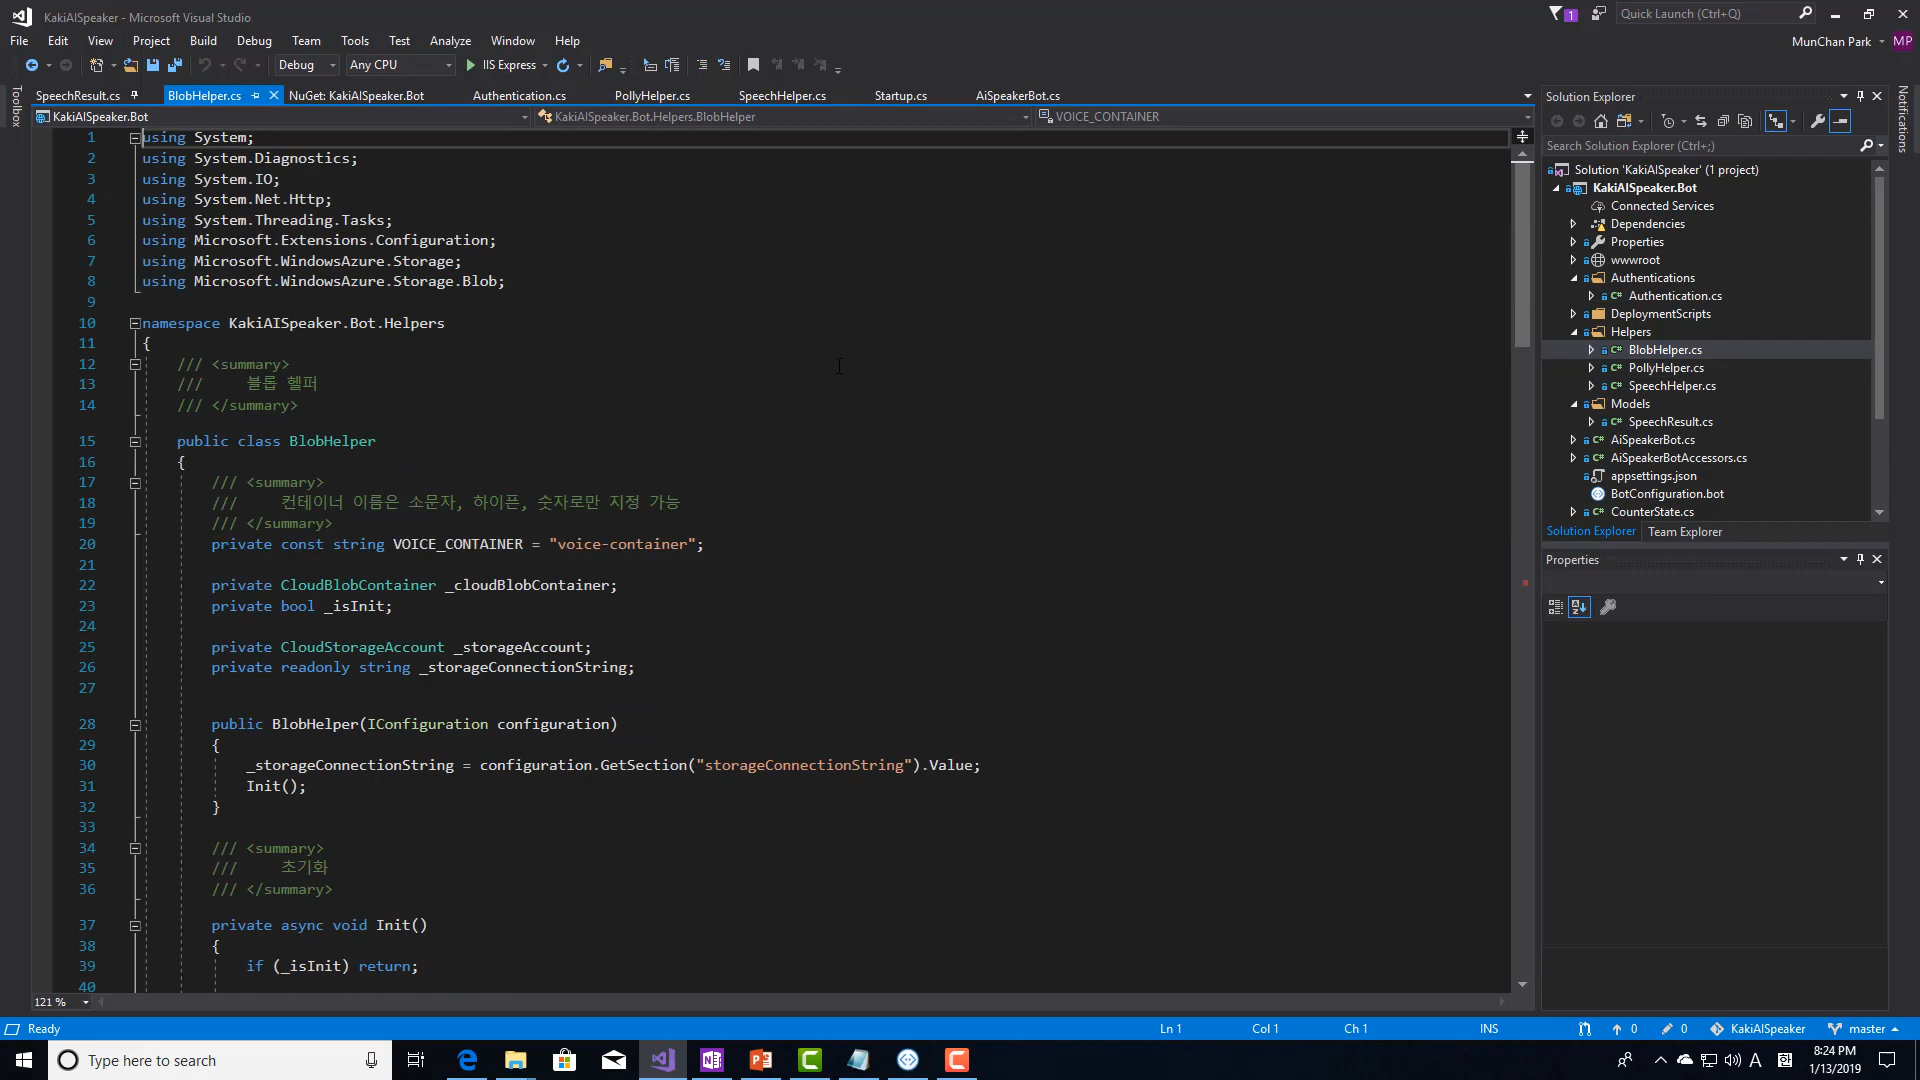 KakiAISpeaker - Microsoft Visual Studio
1
Quick Launch (Ctrl+Q)
File Edit View Project Build Debug Team Tools Test Analyze Window Help
MunChan Park
MP
Debug
Any CPU
IIS Express
SpeechResult.cs
BlobHelper.cs
NuGet: KakiAISpeaker.Bot
Authentication.cs
PollyHelper.cs
SpeechHelper.cs
Startup.cs
AiSpeakerBot.cs
Toolbox
KakiAISpeaker.Bot
KakiAISpeaker.Bot.Helpers.BlobHelper
VOICE_CONTAINER
1 using System;
2 using System.Diagnostics;
3 using System.IO;
4 using System.Net.Http;
5 using System.Threading.Tasks;
6 using Microsoft.Extensions.Configuration;
7 using Microsoft.WindowsAzure.Storage;
8 using Microsoft.WindowsAzure.Storage.Blob;
9
10 namespace KakiAISpeaker.Bot.Helpers
11 {
12 /// <summary>
13 /// 블롭 헬퍼
14 /// </summary>
15 public class BlobHelper
16 {
17 /// <summary>
18 /// 컨테이너 이름은 소문자, 하이픈, 숫자로만 지정 가능
19 /// </summary>
20 private const string VOICE_CONTAINER = "voice-container";
21
22 private CloudBlobContainer _cloudBlobContainer;
23 private bool _isInit;
24
25 private CloudStorageAccount _storageAccount;
26 private readonly string _storageConnectionString;
27
28 public BlobHelper(IConfiguration configuration)
29 {
30 _storageConnectionString = configuration.GetSection("storageConnectionString").Value;
31 Init();
32 }
33
34 /// <summary>
35 /// 초기화
36 /// </summary>
37 private async void Init()
38 {
39 if (_isInit) return;
40
121 %
Solution Explorer
Search Solution Explorer (Ctrl+;)
Solution 'KakiAISpeaker' (1 project)
KakiAISpeaker.Bot
Connected Services
Dependencies
Properties
wwwroot
Authentications
C# Authentication.cs
DeploymentScripts
Helpers
C# BlobHelper.cs
C# PollyHelper.cs
C# SpeechHelper.cs
Models
C# SpeechResult.cs
C# AiSpeakerBot.cs
C# AiSpeakerBotAccessors.cs
appsettings.json
BotConfiguration.bot
C# CounterState.cs
Solution Explorer
Team Explorer
Properties
Notifications
Ready
Ln 1
Col 1
Ch 1
INS
0
0
KakiAISpeaker
master
Type here to search
A
한
8:24 PM
1/13/2019